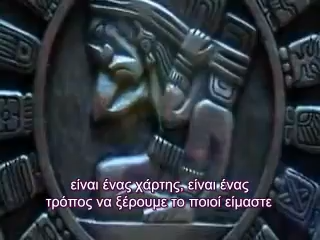 είναι ένας χάρτης, είναι ένας
τρόπος να ξέρουμε το ποιοί είμαστε